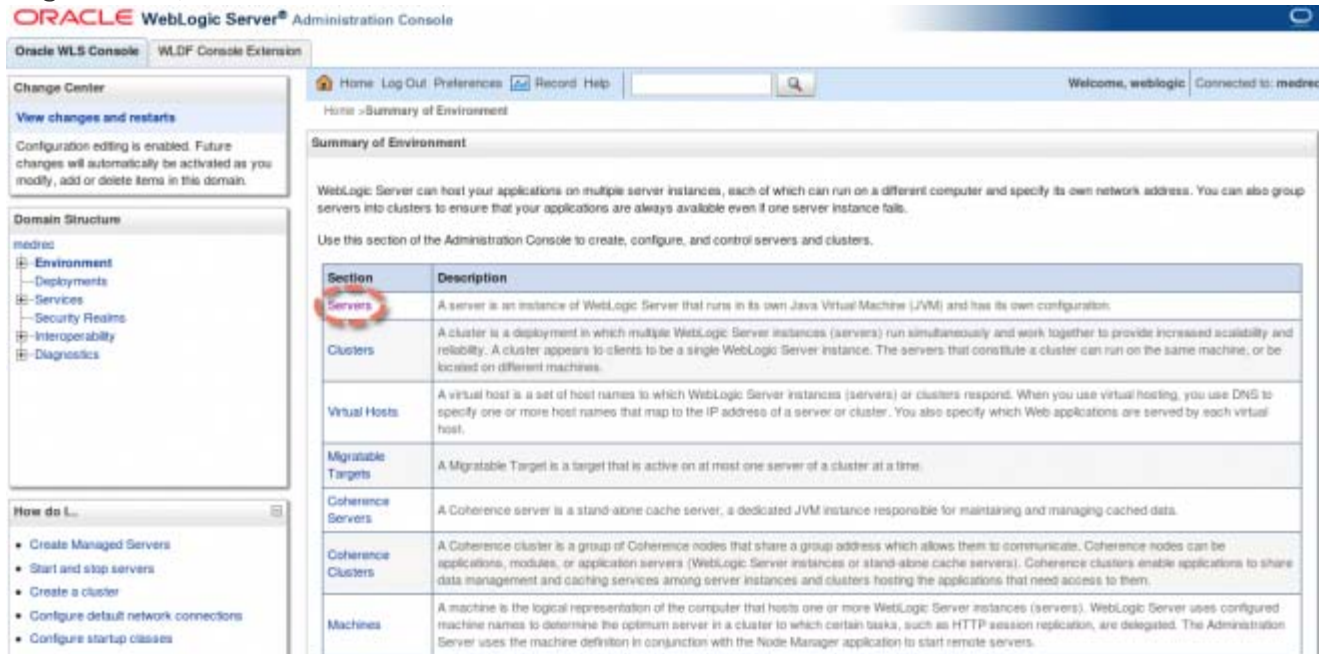 ORACLE WebLogic Server® Administration Console
Oracle WLS Console WLDF Console Extension
Change Center
View changes and restarts
Configuration editing is enabled. Future
changes will automatically be activated as you
modify, add or delete items in this domain.
Domain Structure
medrec
Environment
Deployments
Services
Security Realms
Interoperability
Diagnostics
How do I...
Create Managed Servers
Start and stop servers
Create a cluster
Configure default network connections
Configure startup classes
Home Log Out Preferences Record Help
Welcome, weblogic Connected to: medrec
Home >Summary of Environment
Summary of Environment
WebLogic Server can host your applications on multiple server instances, each of which can run on a different computer and specify its own network address. You can also group
servers into clusters to ensure that your applications are always available even if one server instance fails.
Use this section of the Administration Console to create, configure, and control servers and clusters.
Section Description
Servers A server is an instance of WebLogic Server that runs in its own Java Virtual Machine (JVM) and has its own configuration.
Clusters A cluster is a deployment in which multiple WebLogic Server instances (servers) run simultaneously and work together to provide increased scalability and
reliability. A cluster appears to clients to be a single WebLogic Server instance. The servers that constitute a cluster can run on the same machine, or be
located on different machines.
Virtual Hosts A virtual host is a set of host names to which WebLogic Server instances (servers) or clusters respond. When you use virtual hosting, you use DNS to
specify one or more host names that map to the IP address of a server or cluster. You also specify which Web applications are served by each virtual
host.
Migratable
Targets A Migratable Target is a target that is active on at most one server of a cluster at a time.
Coherence
Servers A Coherence server is a stand-alone cache server, a dedicated JVM instance responsible for maintaining and managing cached data.
Coherence
Clusters A Coherence cluster is a group of Coherence nodes that share a group address which allows them to communicate. Coherence nodes can be
applications, modules, or application servers (WebLogic Server instances or stand-alone cache servers). Coherence clusters enable applications to share
data management and caching services among server instances and clusters hosting the applications that need access to them.
Machines A machine is the logical representation of the computer that hosts one or more WebLogic Server instances (servers). WebLogic Server uses configured
machine names to determine the optimum server in a cluster to which certain tasks, such as HTTP session replication, are delegated. The Administration
Server uses the machine definition in conjunction with the Node Manager application to start remote servers.